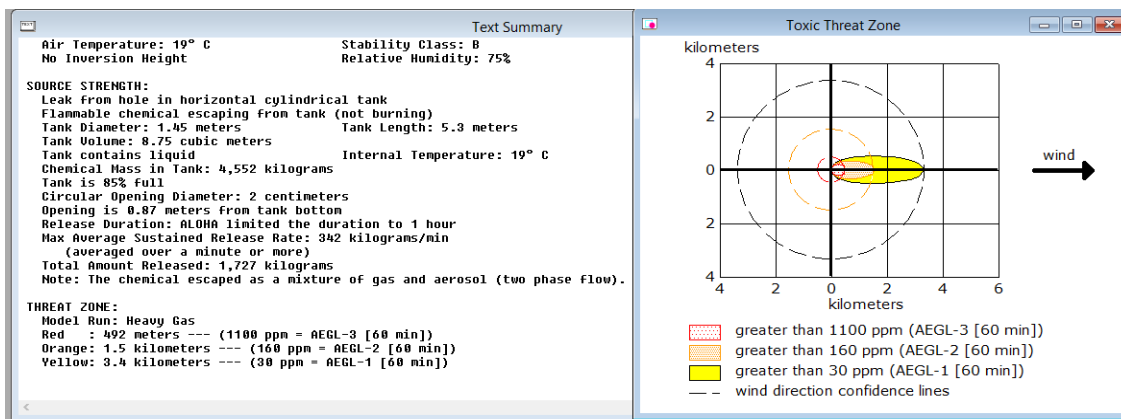 Text Summary
Air Temperature: 19° C Stability Class: B
No Inversion Height Relative Humidity: 75%
SOURCE STRENGTH:
Leak from hole in horizontal cylindrical tank
Flammable chemical escaping from tank (not burning)
Tank Diameter: 1.45 meters Tank Length: 5.3 meters
Tank Volume: 8.75 cubic meters
Tank contains liquid Internal Temperature: 19° C
Chemical Mass in Tank: 4,552 kilograms
Tank is 85% full
Circular Opening Diameter: 2 centimeters
Opening is 0.87 meters from tank bottom
Release Duration: ALOHA limited the duration to 1 hour
Max Average Sustained Release Rate: 342 kilograms/min
(averaged over a minute or more)
Total Amount Released: 1,727 kilograms
Note: The chemical escaped as a mixture of gas and aerosol (two phase flow).
THREAT ZONE:
Model Run: Heavy Gas
Red : 492 meters --- (1100 ppm = AEGL-3 [60 min])
Orange: 1.5 kilometers --- (160 ppm = AEGL-2 [60 min])
Yellow: 3.4 kilometers --- (30 ppm = AEGL-1 [60 min])
Toxic Threat Zone
kilometers
4
2
0
2
4
4 2 0 2 4 6
kilometers
wind
greater than 1100 ppm (AEGL-3 [60 min])
greater than 160 ppm (AEGL-2 [60 min])
greater than 30 ppm (AEGL-1 [60 min])
wind direction confidence lines